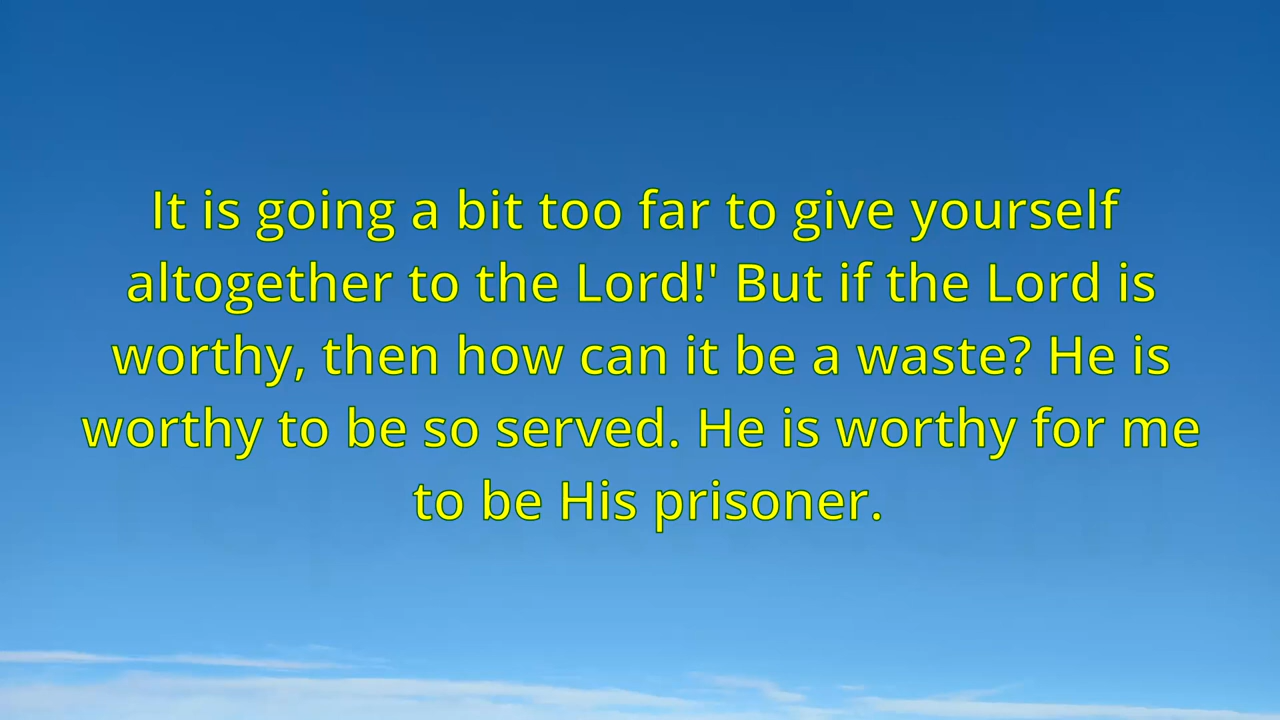 It is going a bit too far to give yourself
altogether to the Lord!' But if the Lord is
worthy, then how can it be a waste? He is
worthy to be so served. He is worthy for me
to be His prisoner.